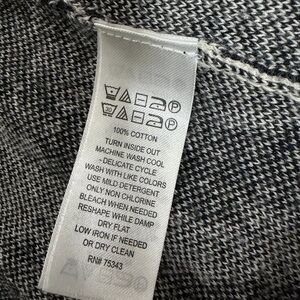 100% COTTON
TURN INSIDE OUT
MACHINE WASH COOL
- DELICATE CYCLE
WASH WITH LIKE COLORS
USE MILD DETERGENT
ONLY NON CHLORINE
BLEACH WHEN NEEDED
RESHAPE WHILE DAMP
DRY FLAT
LOW IRON IF NEEDED
OR DRY CLEAN
RN# 75343